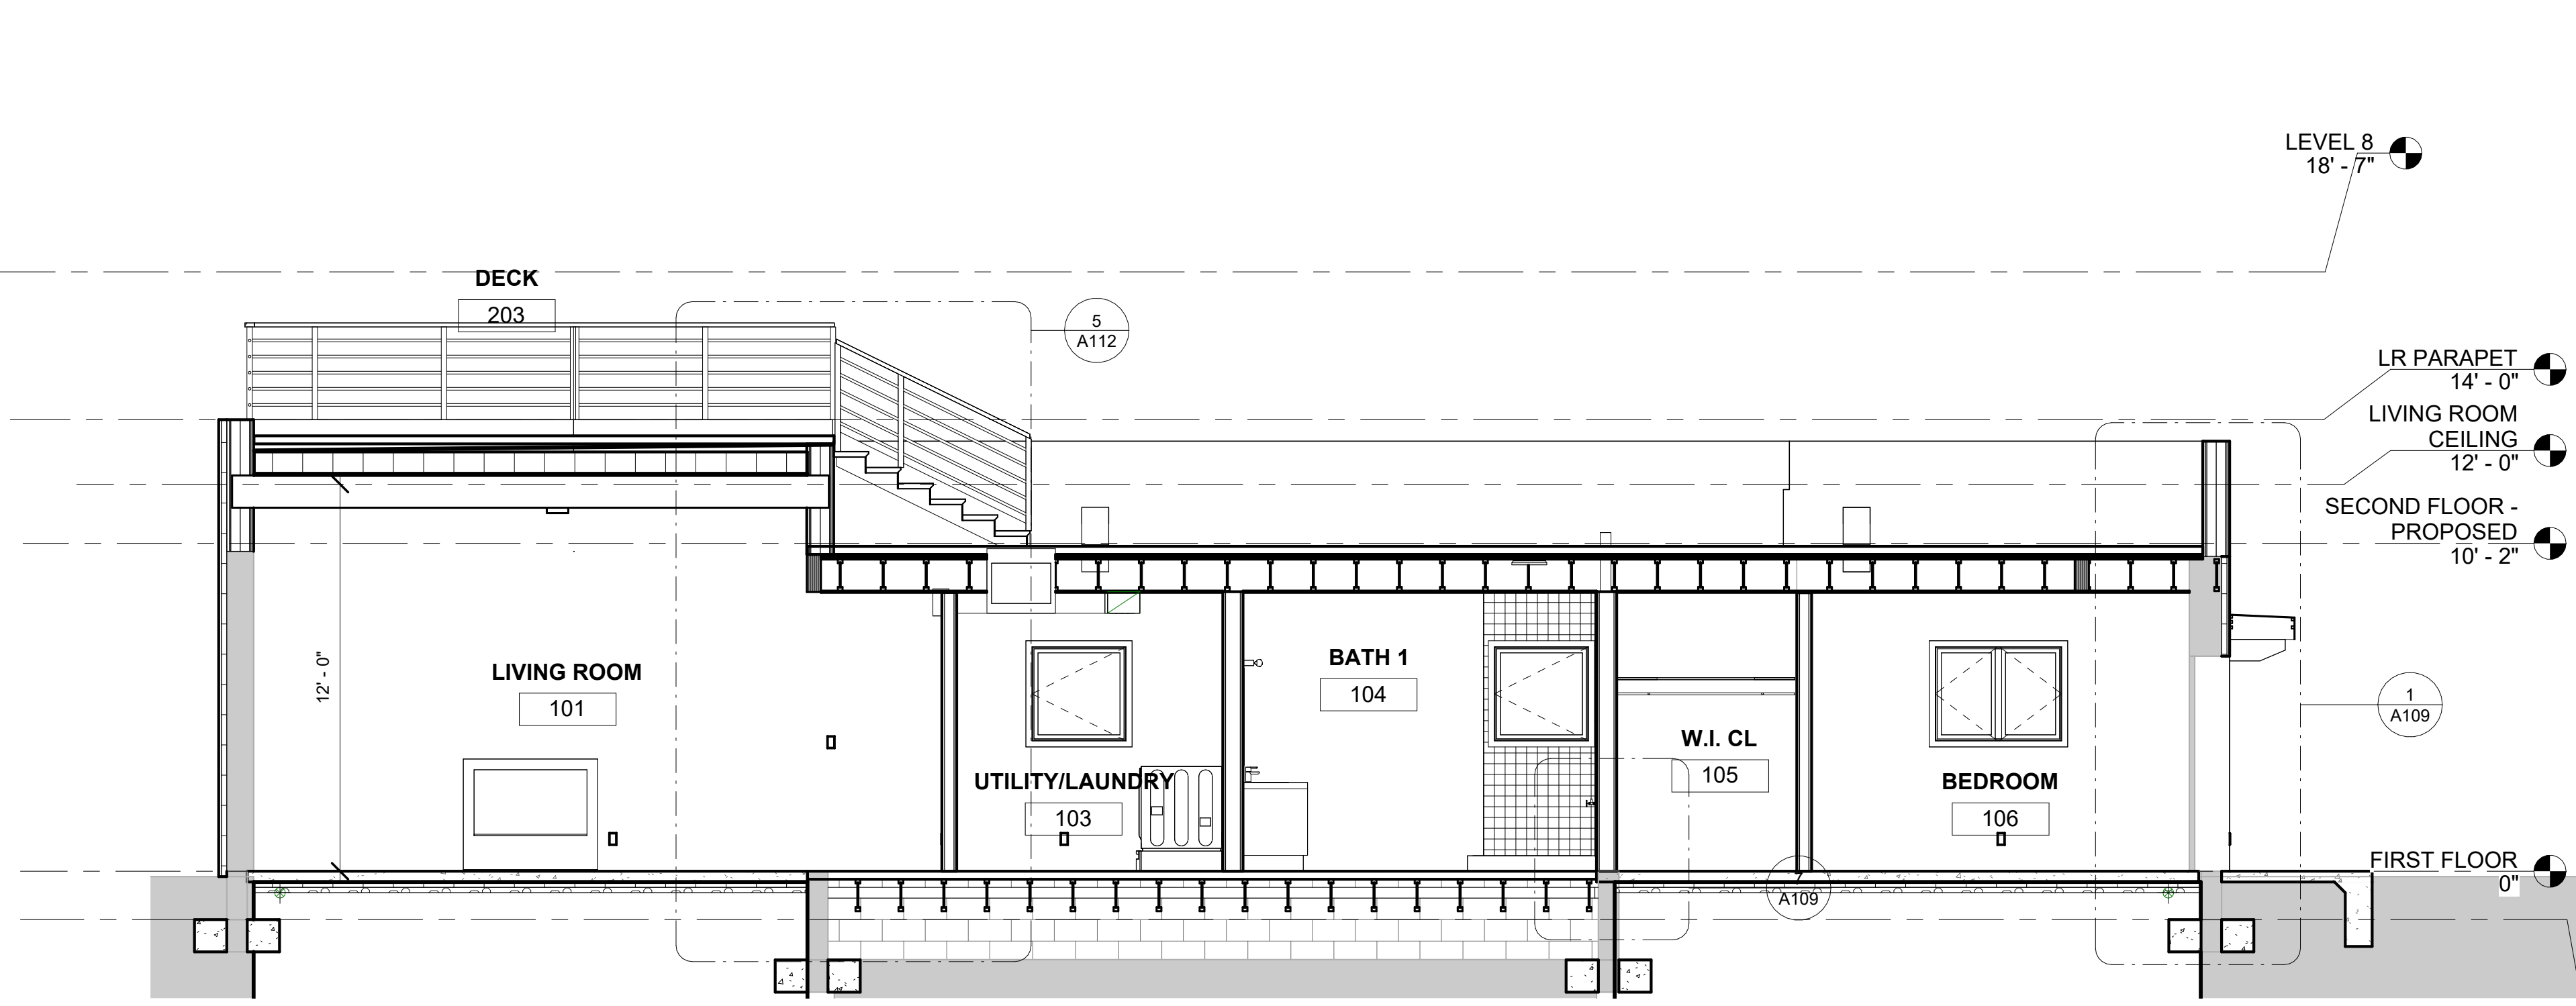 LEVEL 8
18' - 7"
DECK
203
5
A112
LR PARAPET
14' - 0"
LIVING ROOM
CEILING
12' - 0"
SECOND FLOOR -
PROPOSED
10' - 2"
12' - 0"
LIVING ROOM
101
UTILITY/LAUNDRY
103
BATH 1
104
W.I. CL
105
BEDROOM
106
1
A109
7
A109
FIRST FLOOR
0"